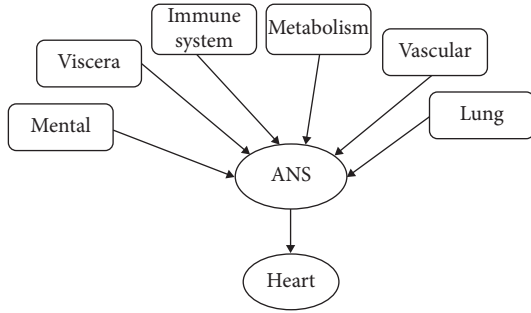 Immune
system
Metabolism
Vascular
Viscera
Lung
Mental
ANS
Heart